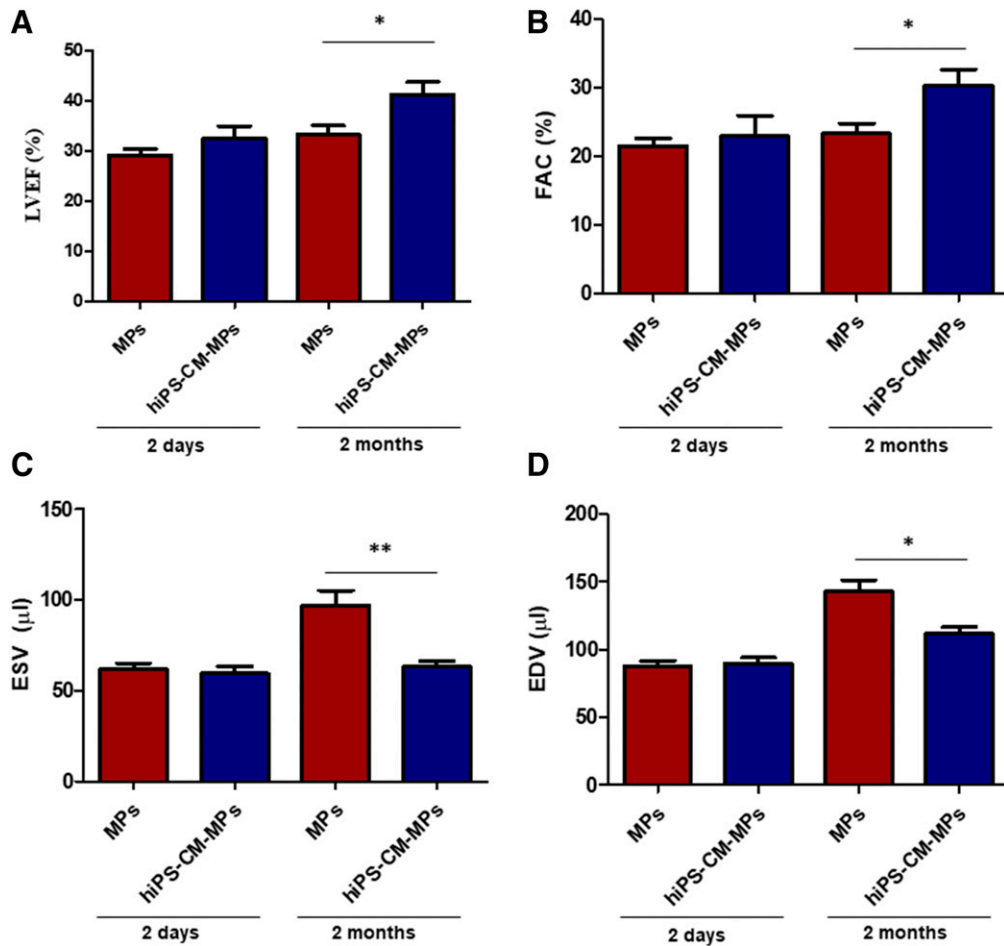 A
*
LVEF (%)
50
40
30
20
10
0
MPs
hiPS-CM-MPs
MPs
hiPS-CM-MPs
2 days
2 months
B
*
FAC (%)
40
30
20
10
0
MPs
hiPS-CM-MPs
MPs
hiPS-CM-MPs
2 days
2 months
C
**
ESV (µl)
150
100
50
0
MPs
hiPS-CM-MPs
MPs
hiPS-CM-MPs
2 days
2 months
D
*
EDV (µl)
200
150
100
50
0
MPs
hiPS-CM-MPs
MPs
hiPS-CM-MPs
2 days
2 months